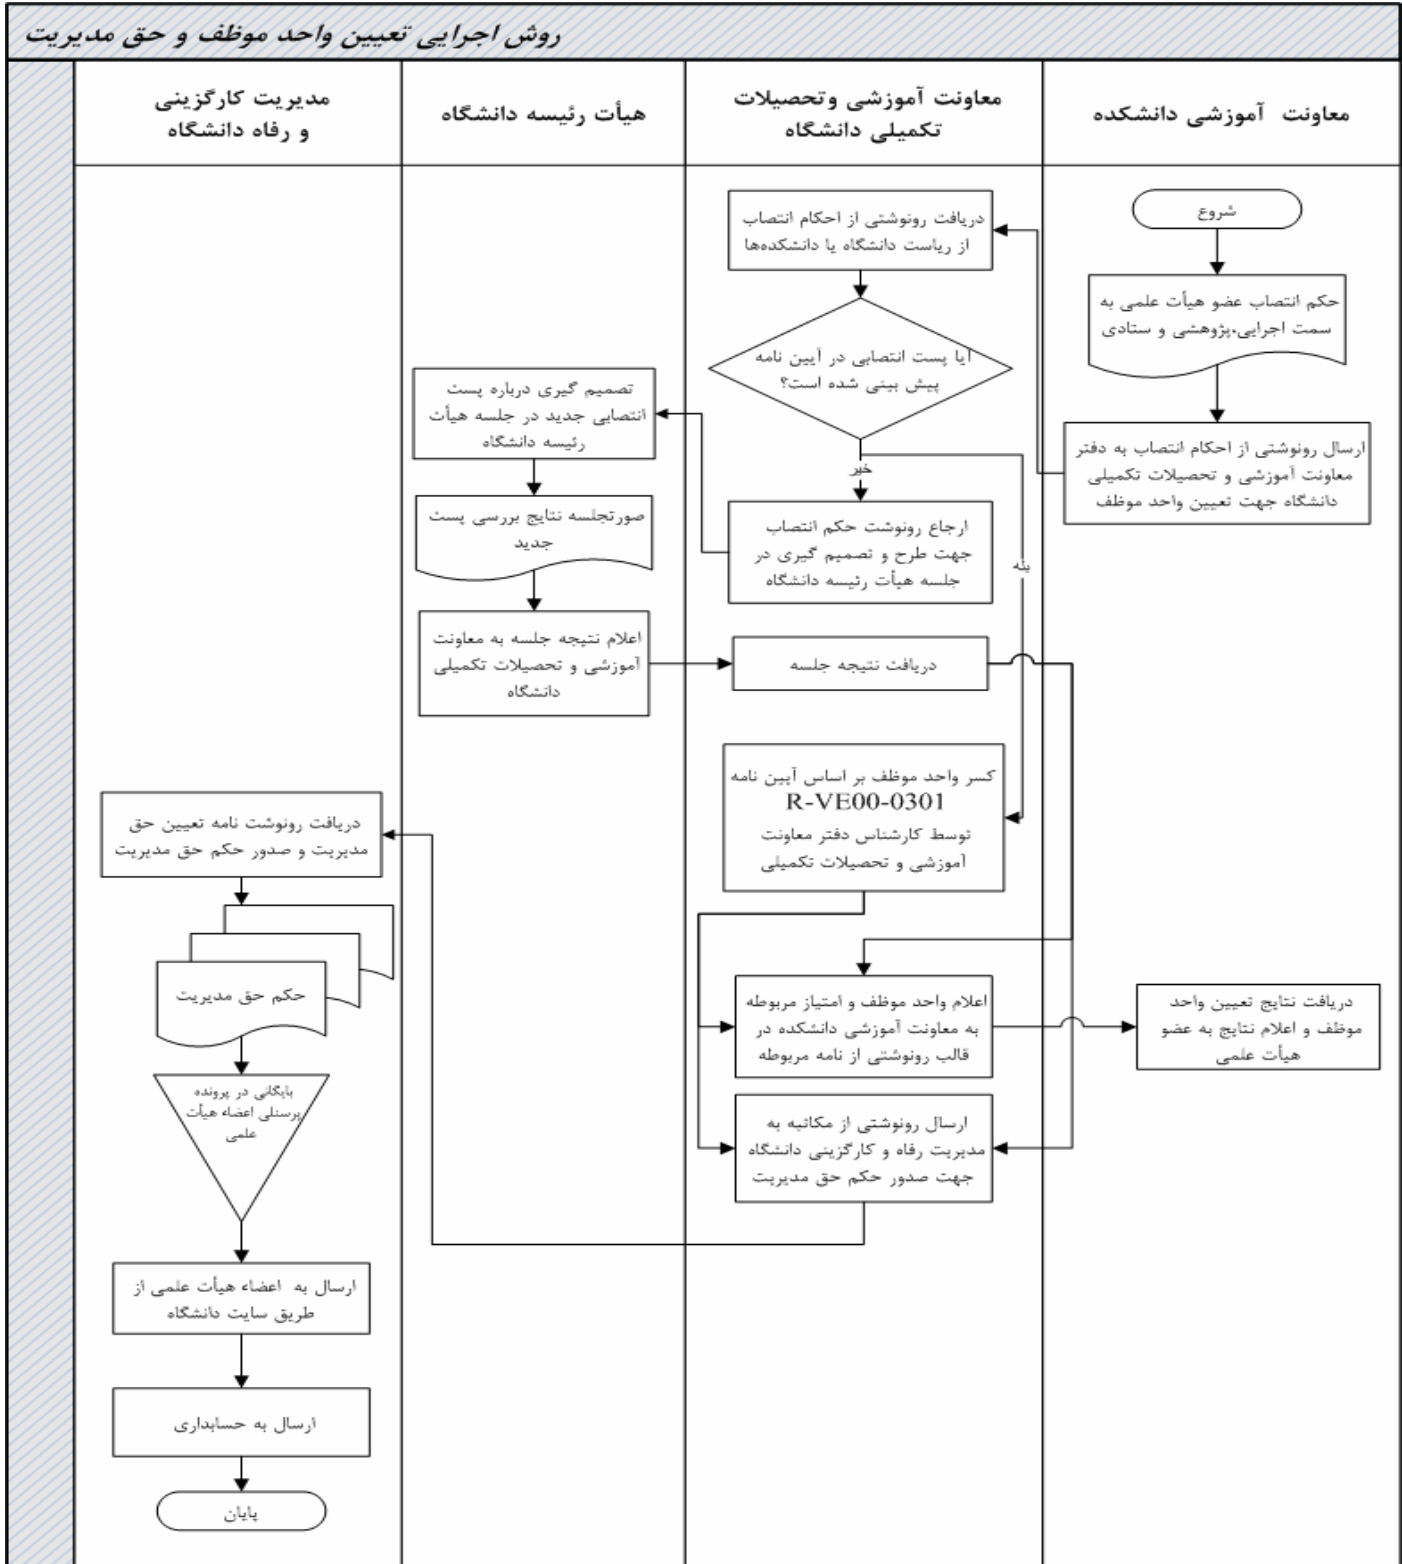 روش اجرایی تعیین واحد موظف و حق مدیریت
معاونت آموزشی دانشکده
معاونت آموزشی وتحصیلات
تکمیلی دانشگاه
هیأت رئیسه دانشگاه
مدیریت کارگزینی
و رفاه دانشگاه
شروع
حکم انتصاب عضو هیأت علمی به
سمت اجرایی،پژوهشی و ستادی
ارسال رونوشتی از احکام انتصاب به دفتر
معاونت آموزشی و تحصیلات تکمیلی
دانشگاه جهت تعیین واحد موظف
دریافت رونوشتی از احکام انتصاب
از ریاست دانشگاه یا دانشکده‌ها
آیا پست انتصابی در آیین نامه
پیش بینی شده است؟
خیر
بله
ارجاع رونوشت حکم انتصاب
جهت طرح و تصمیم گیری در
جلسه هیأت رئیسه دانشگاه
تصمیم گیری درباره پست
انتصابی جدید در جلسه هیأت
رئیسه دانشگاه
صورتجلسه نتایج بررسی پست
جدید
اعلام نتیجه جلسه به معاونت
آموزشی و تحصیلات تکمیلی
دانشگاه
دریافت نتیجه جلسه
کسر واحد موظف بر اساس آیین نامه
R-VE00-0301
توسط کارشناس دفتر معاونت
آموزشی و تحصیلات تکمیلی
اعلام واحد موظف و امتیاز مربوطه
به معاونت آموزشی دانشکده در
قالب رونوشتی از نامه مربوطه
دریافت نتایج تعیین واحد
موظف و اعلام نتایج به عضو
هیأت علمی
ارسال رونوشتی از مکاتبه به
مدیریت رفاه و کارگزینی دانشگاه
جهت صدور حکم حق مدیریت
دریافت رونوشت نامه تعیین حق
مدیریت و صدور حکم حق مدیریت
حکم حق مدیریت
بایگانی در پرونده
پرسنلی اعضاء هیأت
علمی
ارسال به اعضاء هیأت علمی از
طریق سایت دانشگاه
ارسال به حسابداری
پایان